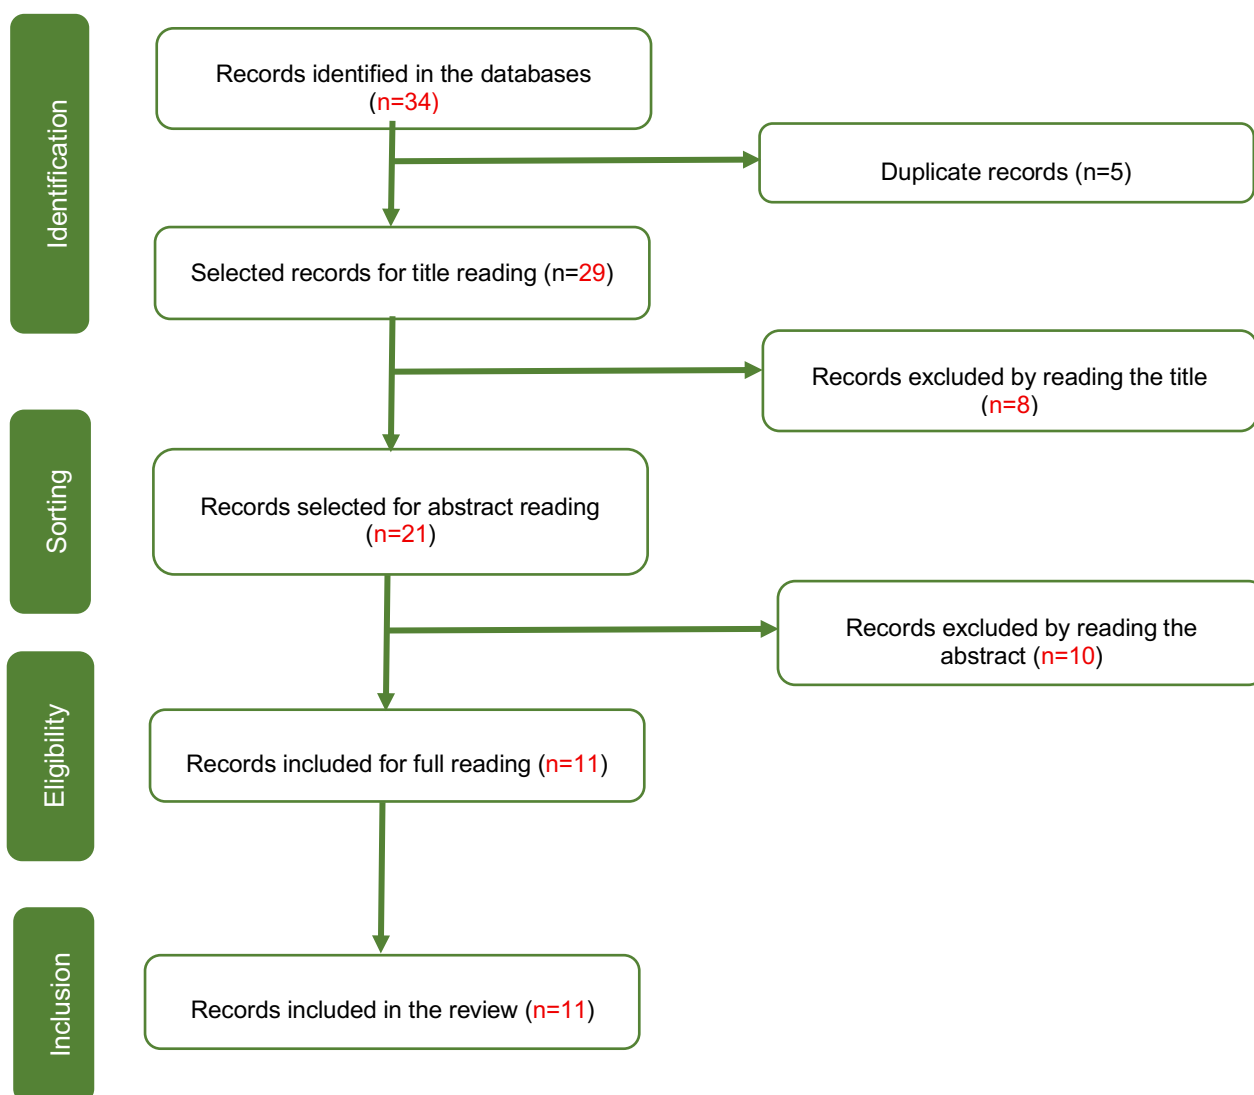 Identification
Records identified in the databases
(n=34)
Duplicate records (n=5)
Selected records for title reading (n=29)
Records excluded by reading the title
(n=8)
Sorting
Records selected for abstract reading
(n=21)
Records excluded by reading the
abstract (n=10)
Eligibility
Records included for full reading (n=11)
Inclusion
Records included in the review (n=11)